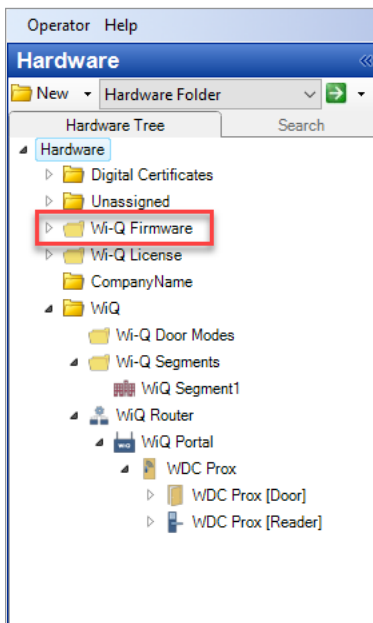 Operator Help
Hardware
New Hardware Folder
Hardware Tree Search
Hardware
Digital Certificates
Unassigned
Wi-Q Firmware
Wi-Q License
CompanyName
WiQ
Wi-Q Door Modes
Wi-Q Segments
WiQ Segment1
WiQ Router
WiQ Portal
WDC Prox
WDC Prox [Door]
WDC Prox [Reader]